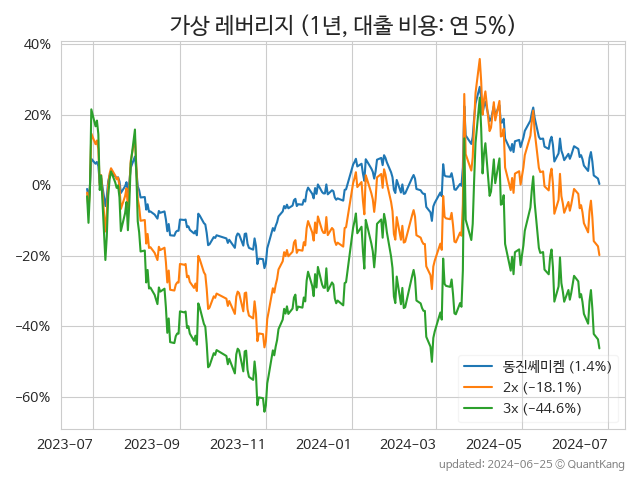 가상 레버리지 (1년, 대출 비용: 연 5%)
40%
20%
0%
−20%
−40%
−60%
2023-07 2023-09 2023-11 2024-01 2024-03 2024-05 2024-07
동진쎄미켐 (1.4%)
2x (−18.1%)
3x (−44.6%)
updated: 2024-06-25 © QuantKang